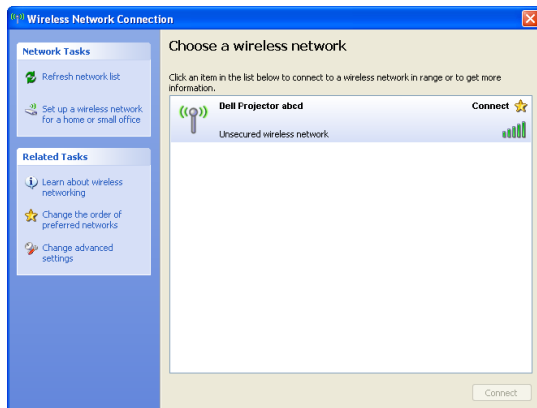 Wireless Network Connection
Network Tasks
Refresh network list
Set up a wireless network
for a home or small office
Related Tasks
Learn about wireless
networking
Change the order of
preferred networks
Change advanced
settings
Choose a wireless network
Click an item in the list below to connect to a wireless network in range or to get more
information.
Dell Projector abcd
Connect
Unsecured wireless network
Connect